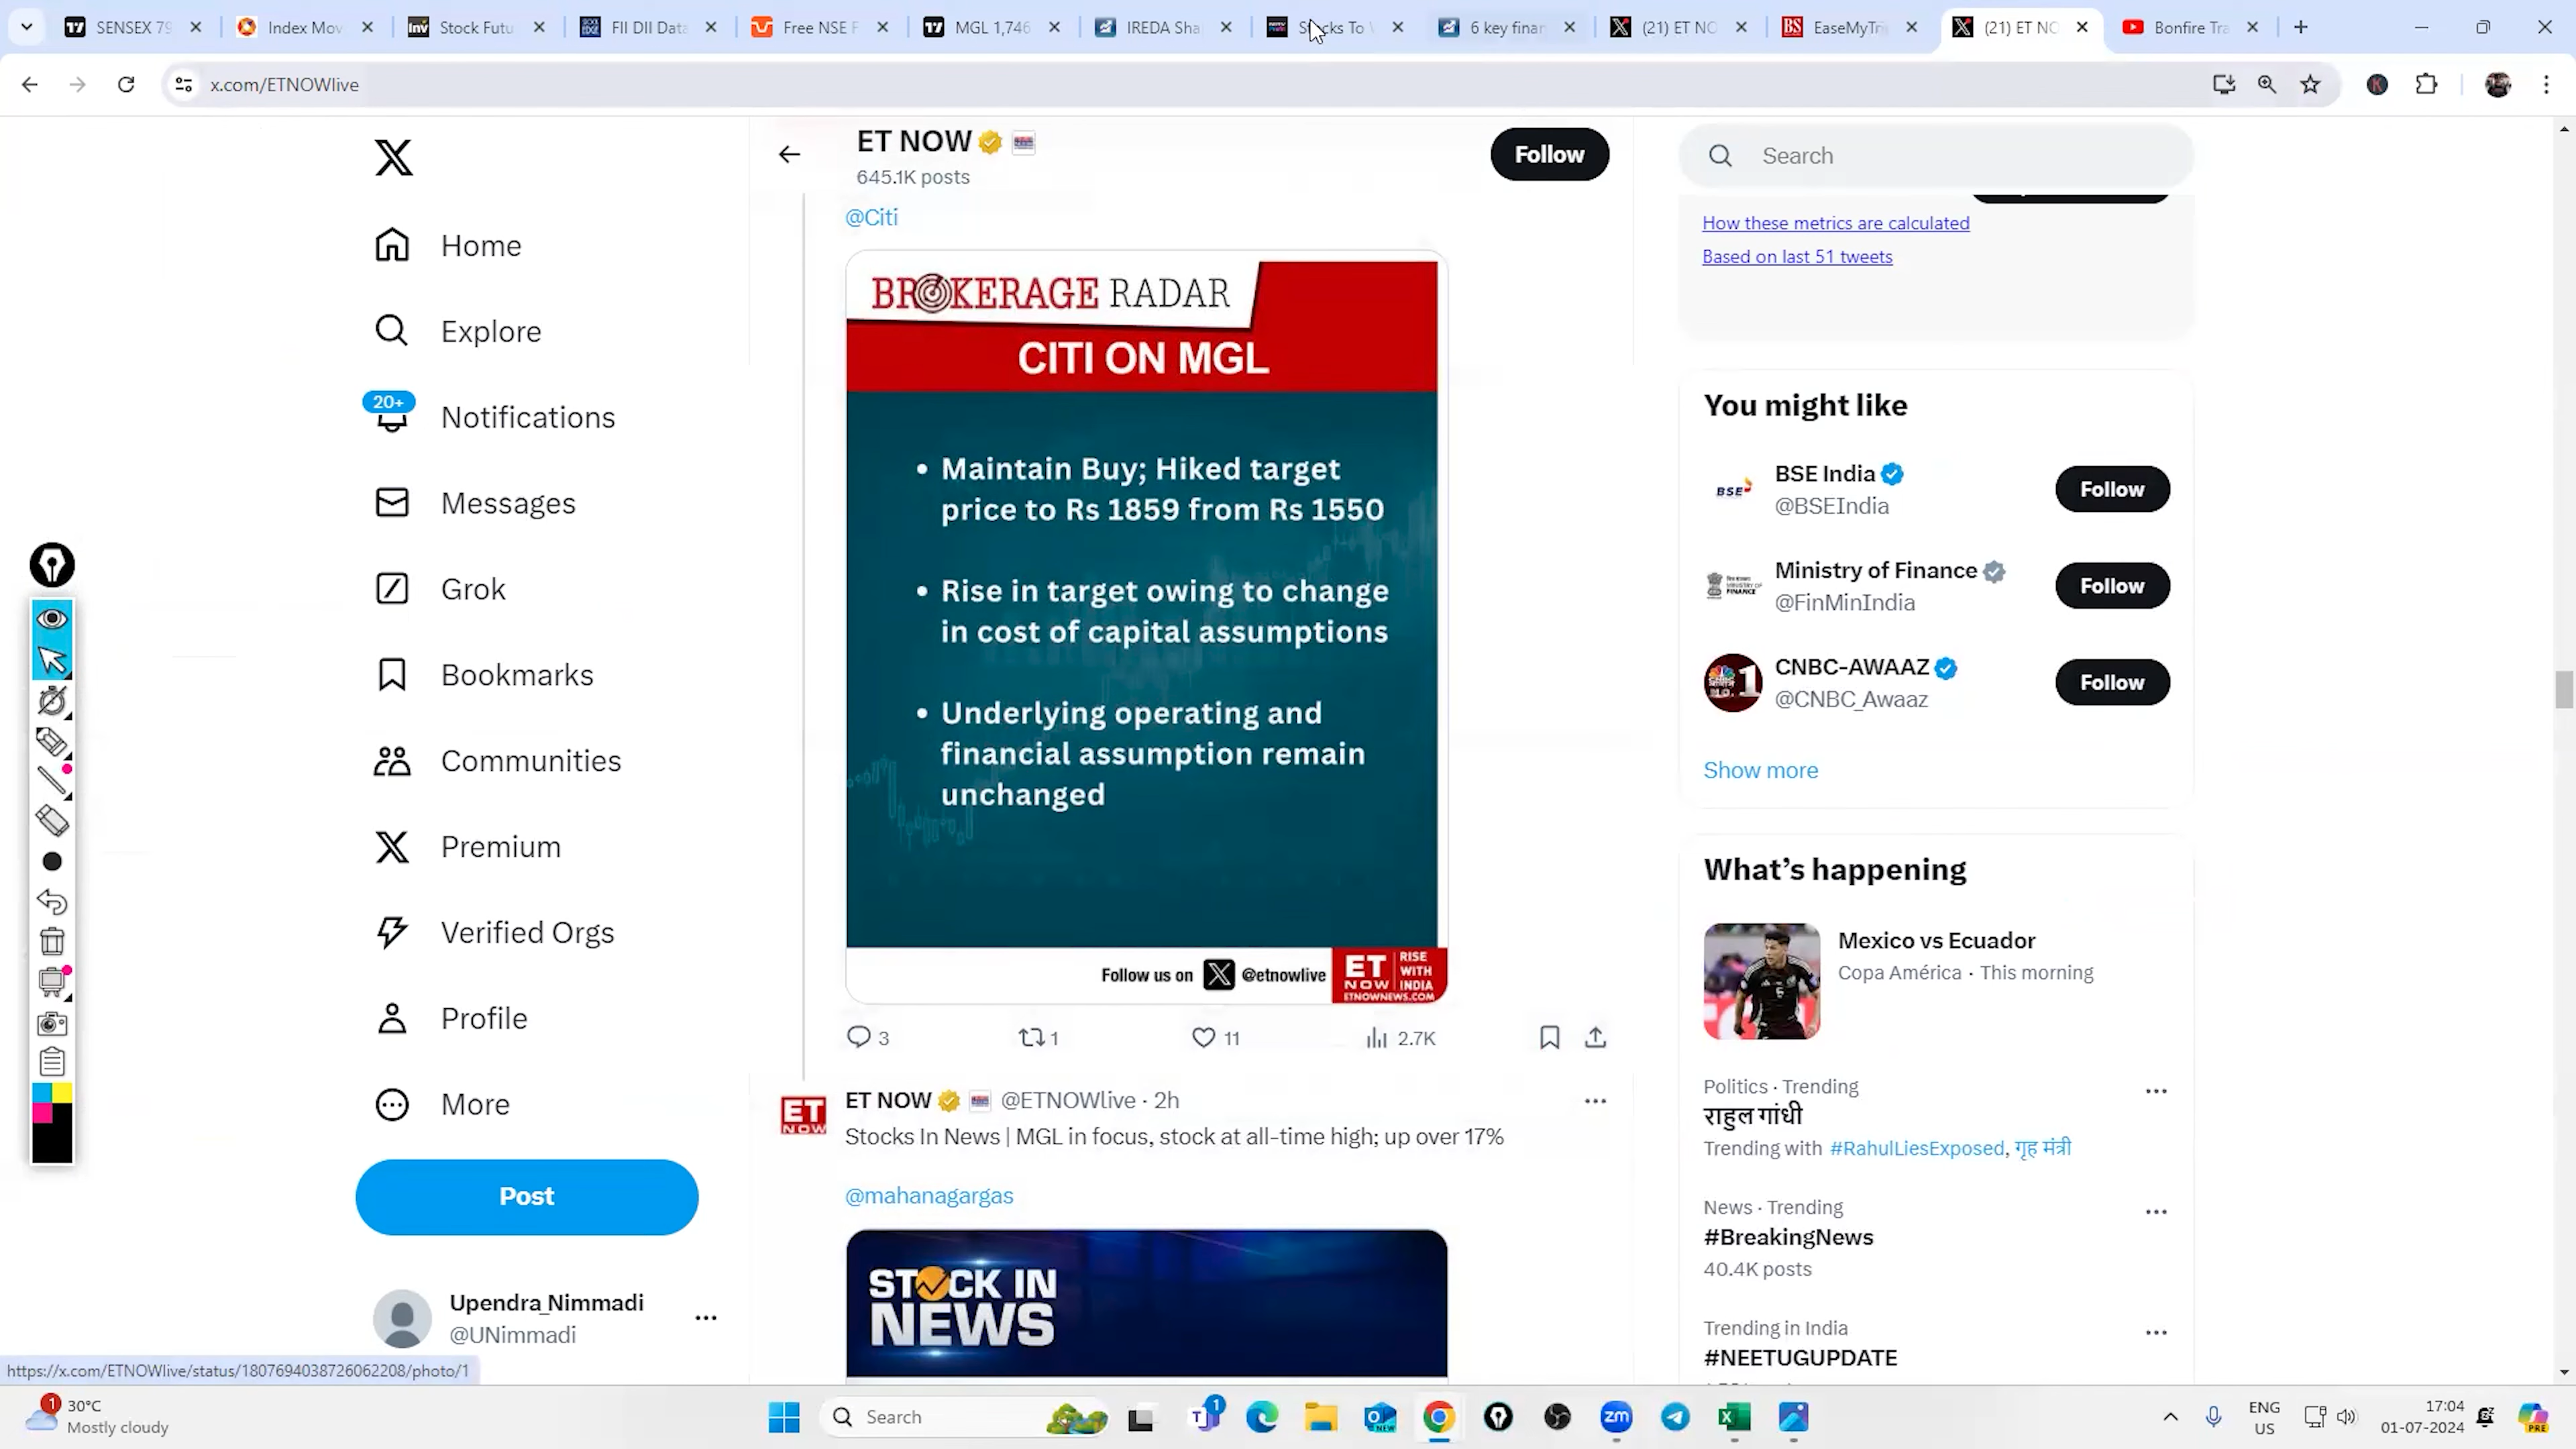 SENSEX 79
Index Mov
Stock Futu
FII DII Data
Free NSE F
MGL 1,746
IREDA Sha
6 key finan
(21) ET NO
EaseMyTri
(21) ET NO
Bonfire Tra
x.com/ETNOWlive
ET NOW
645.1K posts
Follow
Search
@Citi
How these metrics are calculated
Based on last 51 tweets
Home
Explore
20+
Notifications
Messages
Grok
Bookmarks
Communities
Premium
Verified Orgs
Profile
More
Post
Upendra_Nimmadi
@UNimmadi
BROKERAGE RADAR
CITI ON MGL
• Maintain Buy; Hiked target
price to Rs 1859 from Rs 1550
• Rise in target owing to change
in cost of capital assumptions
• Underlying operating and
financial assumption remain
unchanged
Follow us on X @etnowlive
ET NOW
RISE WITH INDIA
ETNOWNEWS.COM
3
1
11
2.7K
ET NOW @ETNOWlive · 2h
Stocks In News | MGL in focus, stock at all-time high; up over 17%
@mahanagargas
STOCK IN
NEWS
You might like
BSE India
@BSEIndia
Follow
Ministry of Finance
@FinMinIndia
Follow
CNBC-AWAAZ
@CNBC_Awaaz
Follow
Show more
What's happening
Mexico vs Ecuador
Copa América · This morning
Politics · Trending
राहुल गांधी
Trending with #RahulLiesExposed, गृह मंत्री
News · Trending
#BreakingNews
40.4K posts
Trending in India
#NEETUGUPDATE
https://x.com/ETNOWlive/status/1807694038726062208/photo/1
1
30°C
Mostly cloudy
Search
1
zm
ENG
US
17:04
01-07-2024